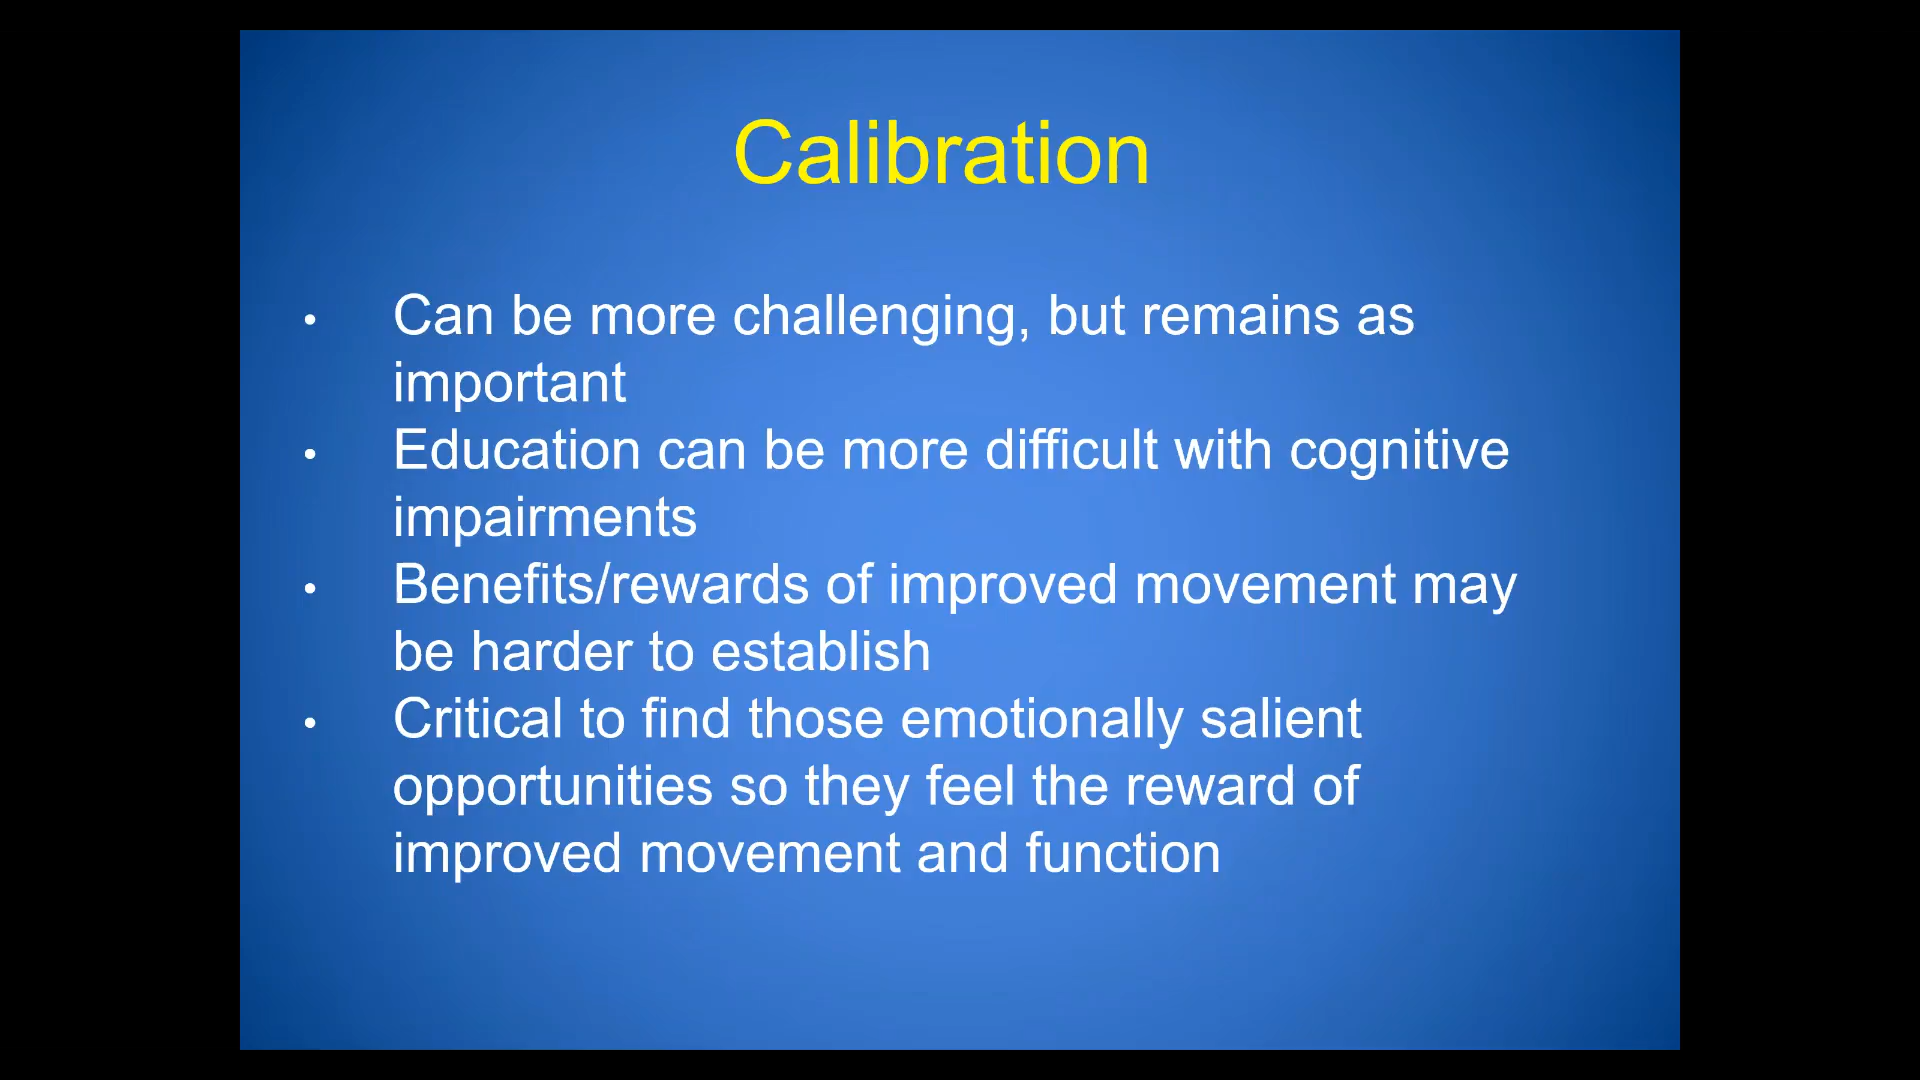 Calibration
• Can be more challenging, but remains as
important
• Education can be more difficult with cognitive
impairments
• Benefits/rewards of improved movement may
be harder to establish
• Critical to find those emotionally salient
opportunities so they feel the reward of
improved movement and function